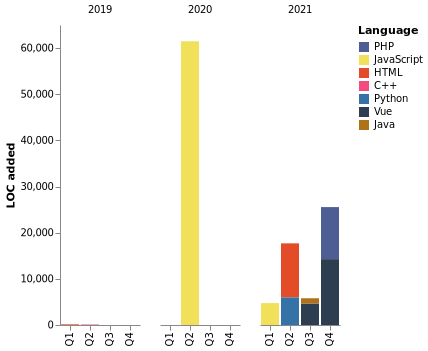 2019 2020 2021
Language
PHP
JavaScript
HTML
C++
Python
Vue
Java
LOC added
60,000
50,000
40,000
30,000
20,000
10,000
0
Q1 Q2 Q3 Q4 Q1 Q2 Q3 Q4 Q1 Q2 Q3 Q4